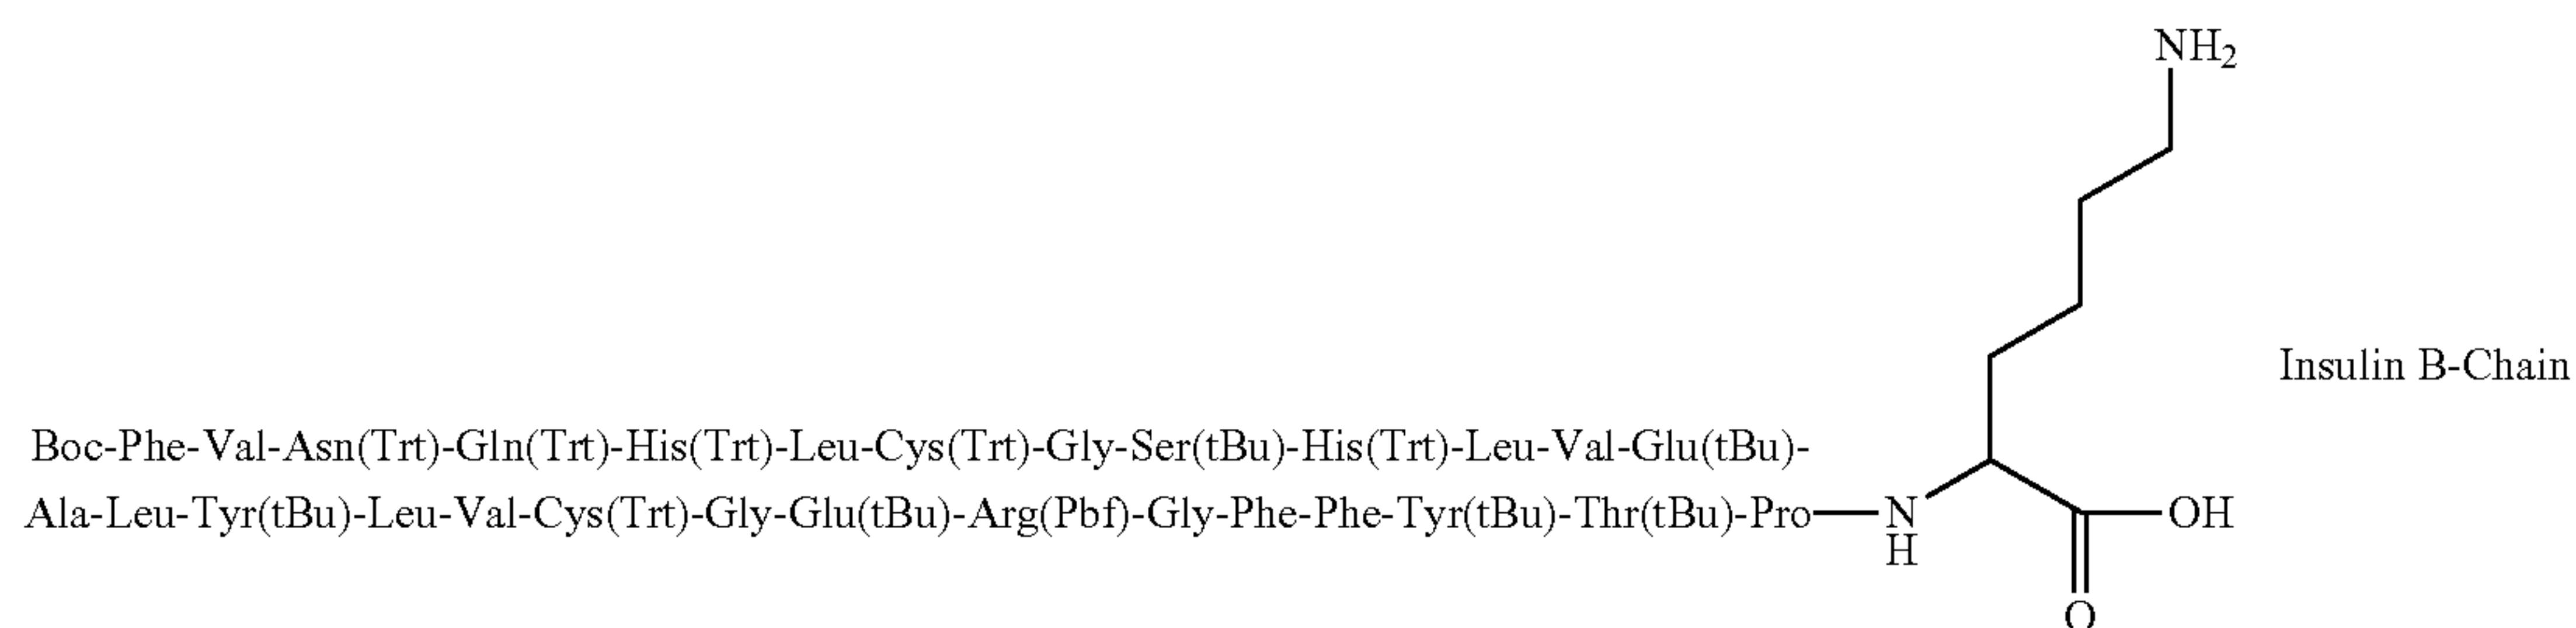 NH2
Insulin B-Chain
Boc-Phe-Val-Asn(Trt)-Gln(Trt)-His(Trt)-Leu-Cys(Trt)-Gly-Ser(tBu)-His(Trt)-Leu-Val-Glu(tBu)-
Ala-Leu-Tyr(tBu)-Leu-Val-Cys(Trt)-Gly-Glu(tBu)-Arg(Pbf)-Gly-Phe-Phe-Tyr(tBu)-Thr(tBu)-Pro N OH
H
O